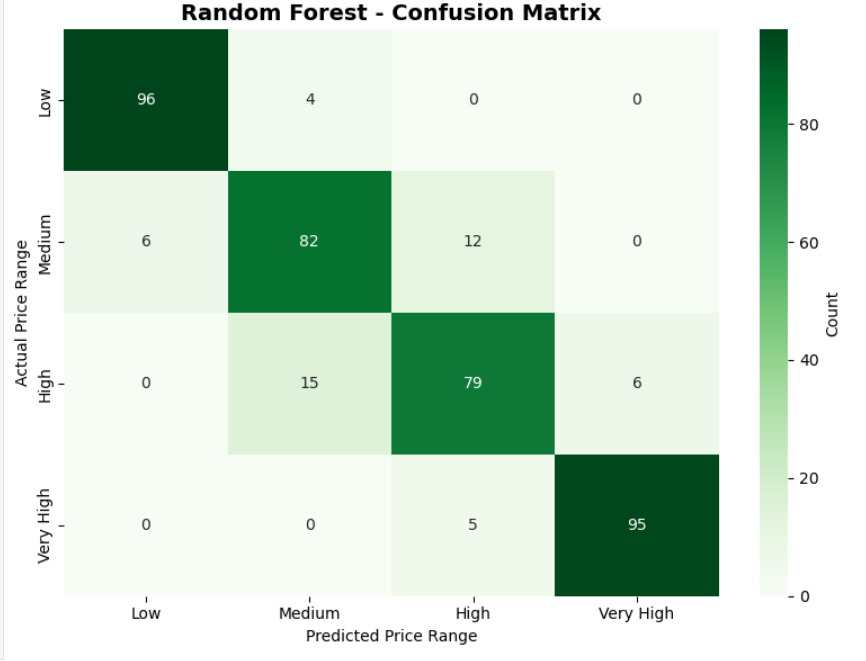 Random Forest - Confusion Matrix
Actual Price Range
Low
96 4 0 0
Medium
6 82 12 0
High
0 15 79 6
Very High
0 0 5 95
Low Medium High Very High
Predicted Price Range
80
60
40
20
0
Count